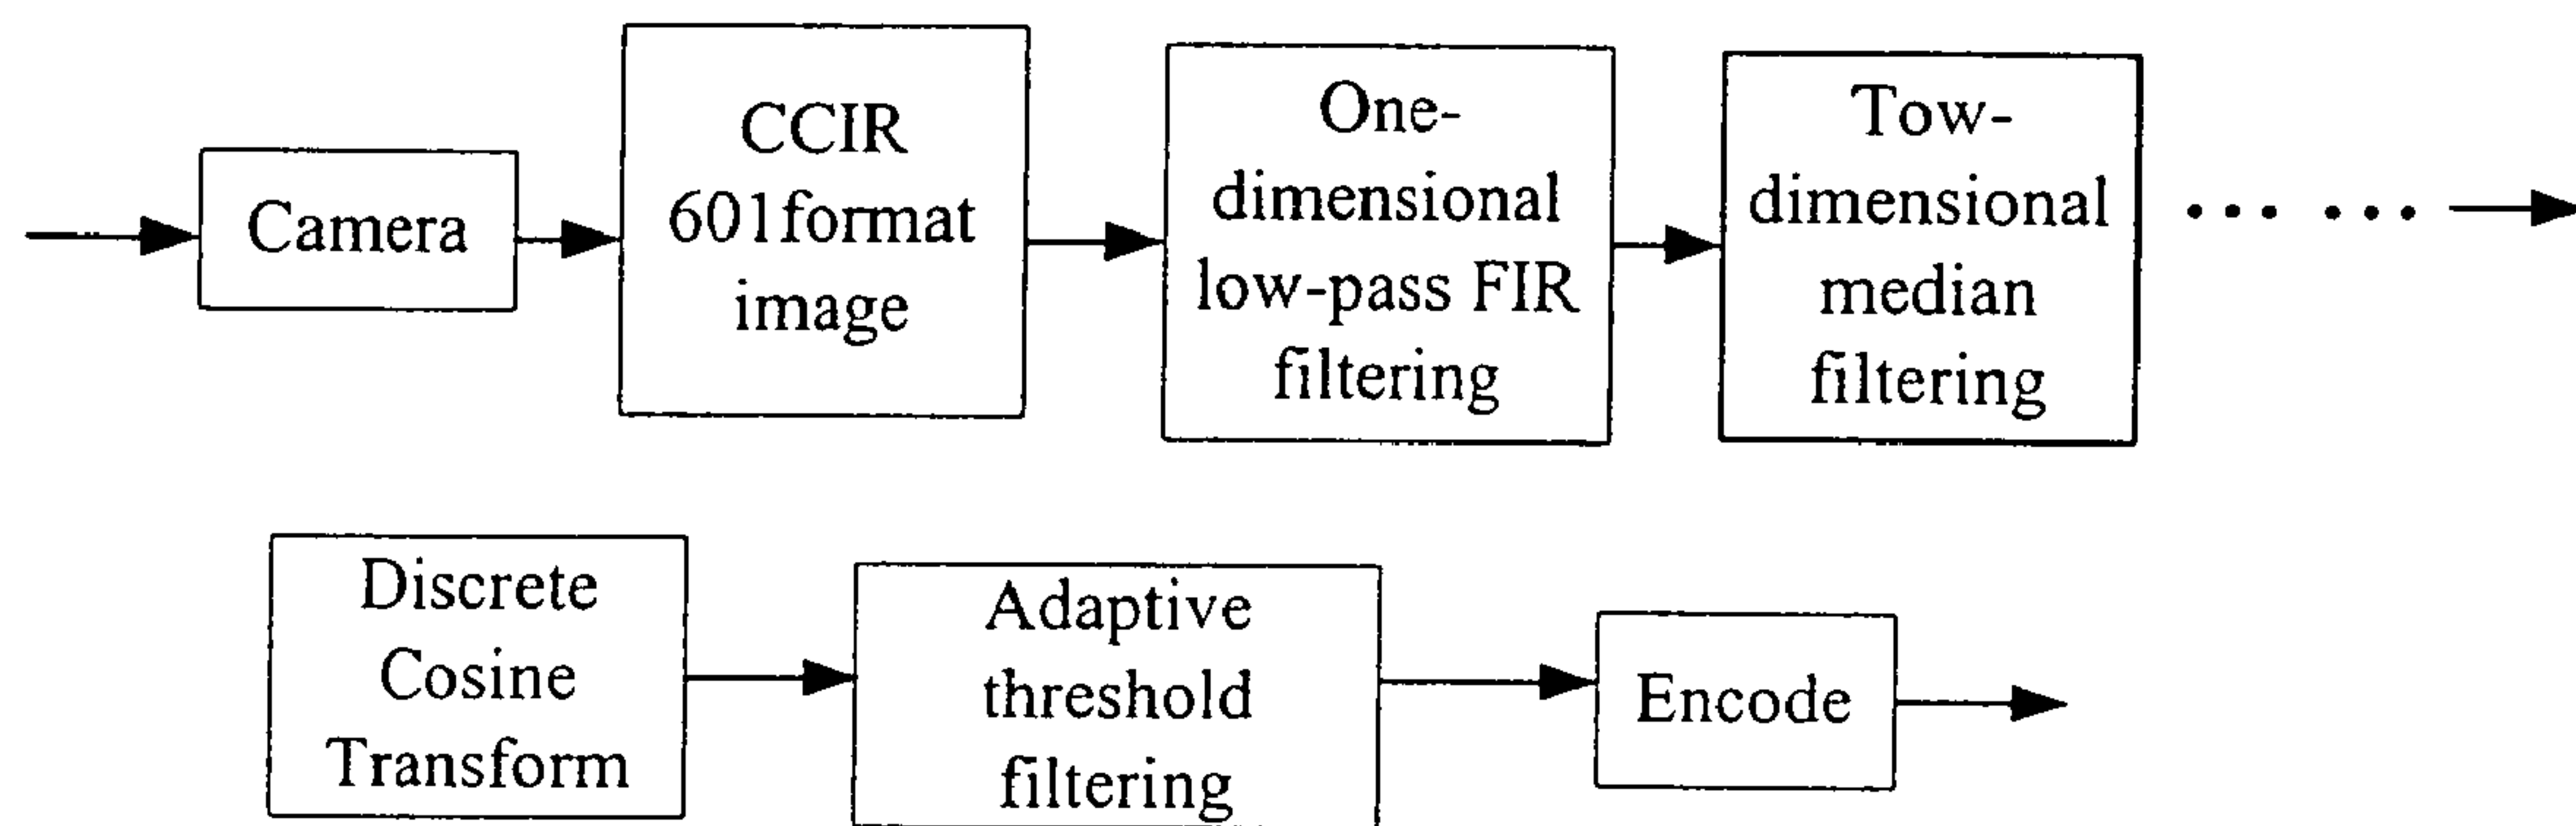 Camera
CCIR
601format
image
One-
dimensional
low-pass FIR
filtering
Tow-
dimensional
median
filtering
... ...
Discrete
Cosine
Transform
Adaptive
threshold
filtering
Encode